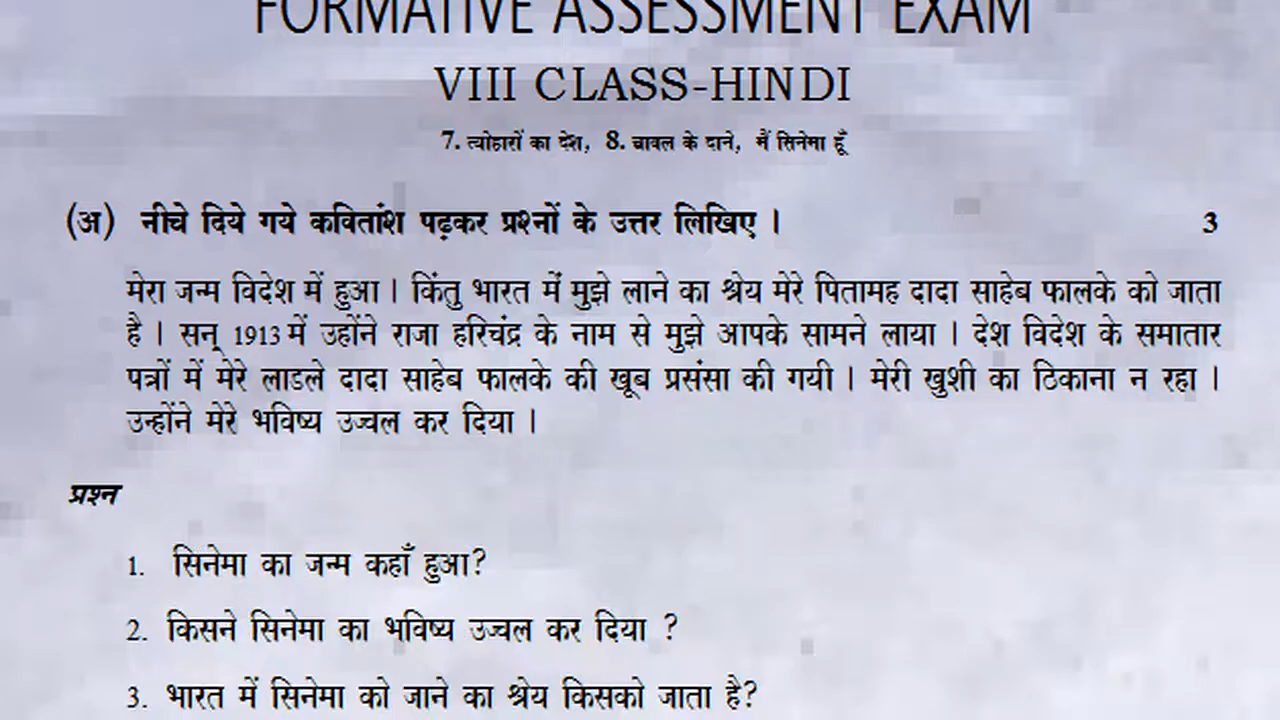 FORMATIVE ASSESSMENT EXAM
VIII CLASS-HINDI
7. त्योहारों का देश, 8. चावल के दाने, मैं सिनेमा हूँ
(अ) नीचे दिये गये कवितांश पढ़कर प्रश्नों के उत्तर लिखिए । 3
मेरा जन्म विदेश में हुआ । किंतु भारत में मुझे लाने का श्रेय मेरे पितामह दादा साहेब फालके को जाता
है । सन् 1913 में उहोंने राजा हरिचंद्र के नाम से मुझे आपके सामने लाया । देश विदेश के समातार
पत्रों में मेरे लाडले दादा साहेब फालके की खूब प्रसंसा की गयी । मेरी खुशी का ठिकाना न रहा ।
उन्होंने मेरे भविष्य उज्वल कर दिया ।
प्रश्न
1. सिनेमा का जन्म कहाँ हुआ?
2. किसने सिनेमा का भविष्य उज्वल कर दिया ?
3. भारत में सिनेमा को जाने का श्रेय किसको जाता है?